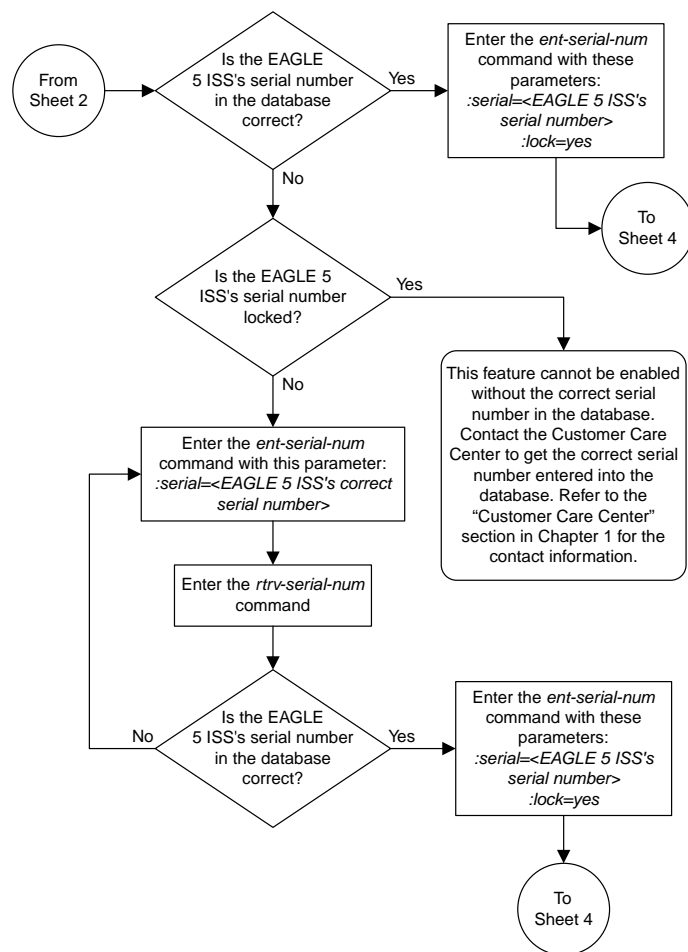 From
Sheet 2
Is the EAGLE
5 ISS's serial number
in the database
correct?
Yes
Enter the ent-serial-num
command with these
parameters:
:serial=<EAGLE 5 ISS's
serial number>
:lock=yes
No
To
Sheet 4
Is the EAGLE 5
ISS's serial number
locked?
Yes
No
This feature cannot be enabled
without the correct serial
number in the database.
Contact the Customer Care
Center to get the correct serial
number entered into the
database. Refer to the
“Customer Care Center”
section in Chapter 1 for the
contact information.
Enter the ent-serial-num
command with this parameter:
:serial=<EAGLE 5 ISS's correct
serial number>
Enter the rtrv-serial-num
command
Is the EAGLE
5 ISS's serial number
in the database
correct?
No
Yes
Enter the ent-serial-num
command with these
parameters:
:serial=<EAGLE 5 ISS's
serial number>
:lock=yes
To
Sheet 4